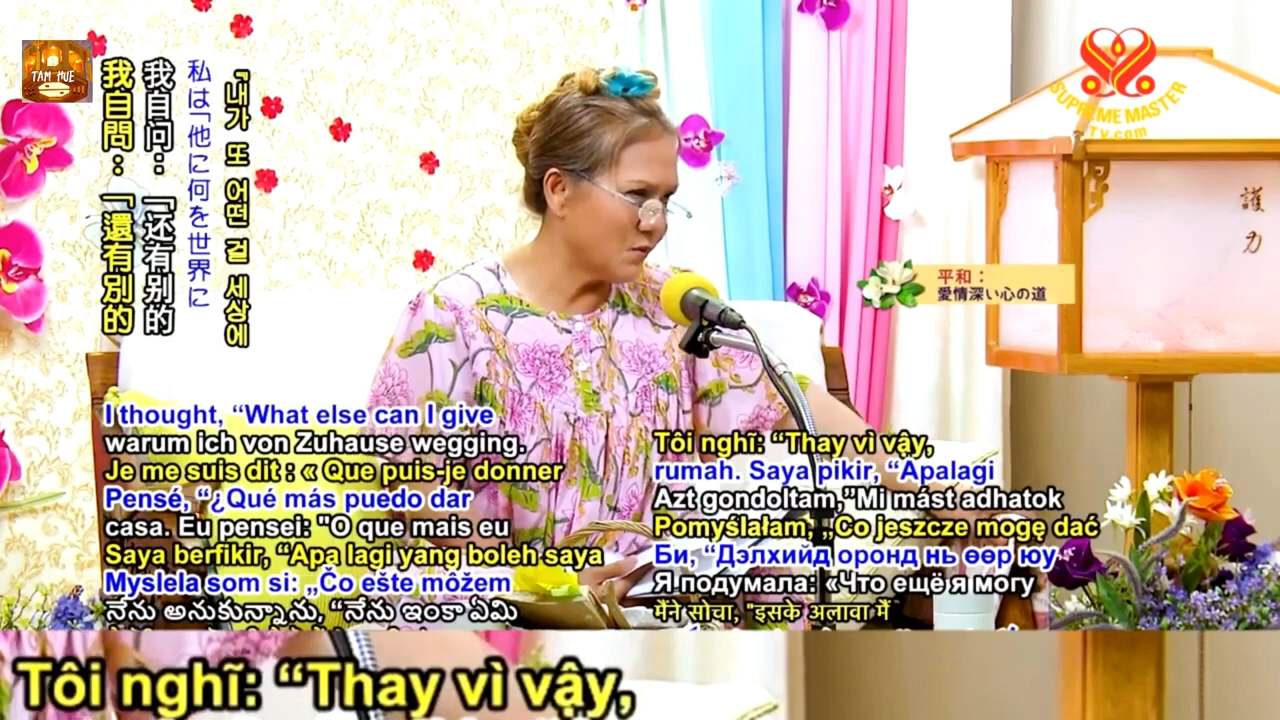 TAM HUE
『내가 또 어떤 걸 세상에
私は「他に何を世界に
我自问：「还有别的
我自問：「還有別的
SUPREME MASTER
TV.com
護力
平和：
愛情深い心の道
I thought, “What else can I give
warum ich von Zuhause wegging.
Je me suis dit : « Que puis-je donner
Pensé, “¿Qué más puedo dar
casa. Eu pensei: "O que mais eu
Saya berfikir, “Apa lagi yang boleh saya
Myslela som si: „Čo ešte môžem
నేను అనుకున్నాను, “నేను ఇంకా ఏమి
Tôi nghĩ: “Thay vì vậy,
rumah. Saya pikir, “Apalagi
Azt gondoltam,”Mi mást adhatok
Pomyślałam, „Co jeszcze mogę dać
Би, “Дэлхийд оронд нь өөр юу
Я подумала: «Что ещё я могу
मैंने सोचा, "इसके अलावा मैं
Tôi nghĩ: “Thay vì vậy,